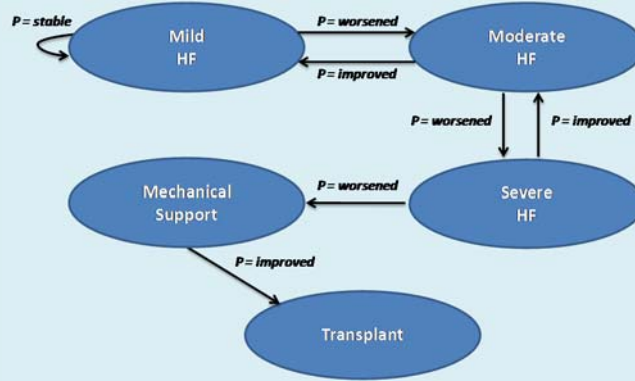 P = stable
Mild
HF
P = worsened
P = improved
Moderate
HF
P = worsened
P = improved
Mechanical
Support
P = worsened
Severe
HF
P = improved
Transplant